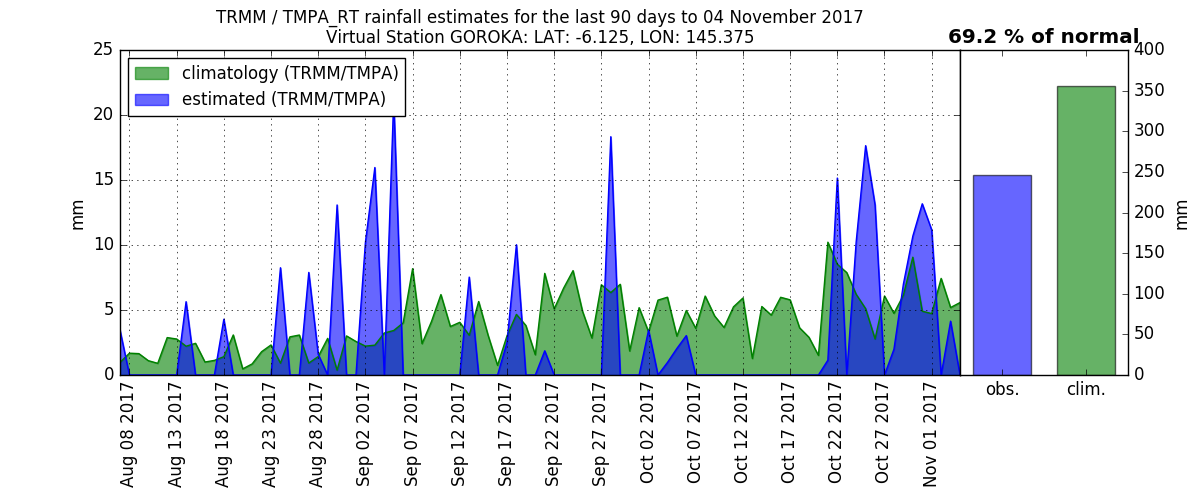 TRMM / TMPA_RT rainfall estimates for the last 90 days to 04 November 2017
Virtual Station GOROKA: LAT: -6.125, LON: 145.375
69.2 % of normal
climatology (TRMM/TMPA)
estimated (TRMM/TMPA)
25
20
15
10
5
0
mm
400
350
300
250
200
150
100
50
0
mm
Aug 08 2017
Aug 13 2017
Aug 18 2017
Aug 23 2017
Aug 28 2017
Sep 02 2017
Sep 07 2017
Sep 12 2017
Sep 17 2017
Sep 22 2017
Sep 27 2017
Oct 02 2017
Oct 07 2017
Oct 12 2017
Oct 17 2017
Oct 22 2017
Oct 27 2017
Nov 01 2017
obs.
clim.